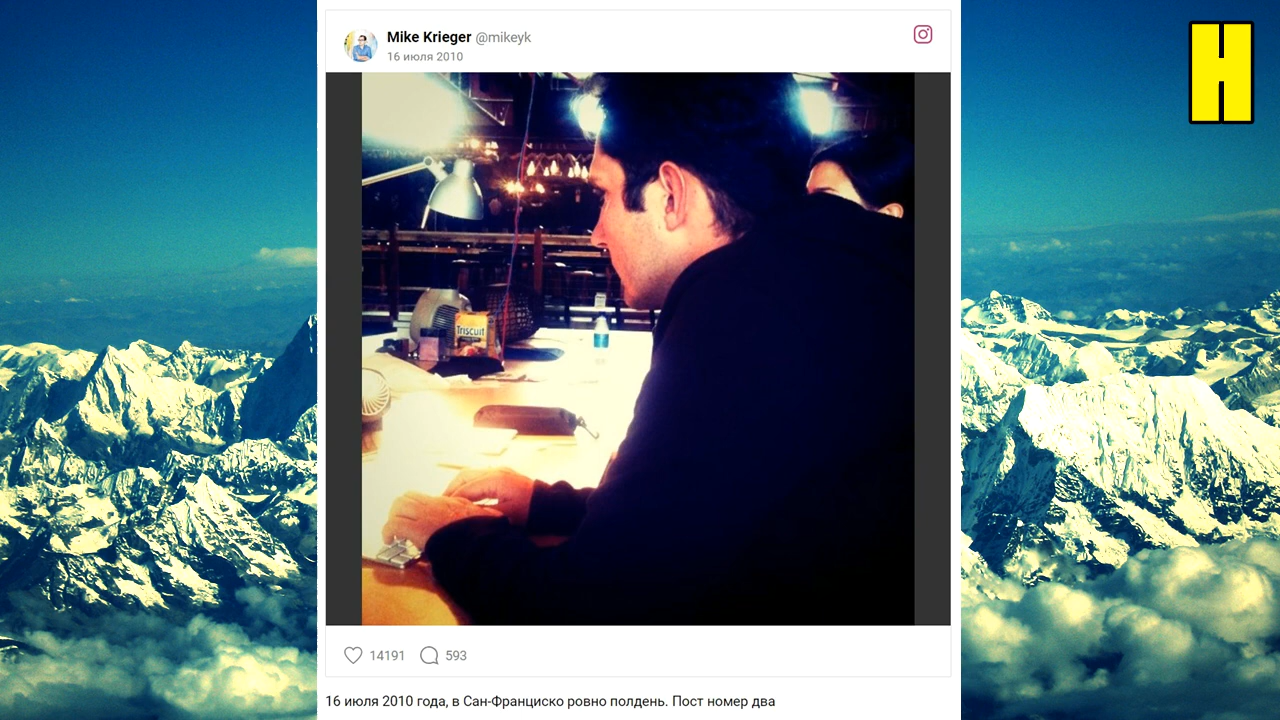 Mike Krieger @mikeyk
16 июля 2010
H
TRISCUIT
14191 593
16 июля 2010 года, в Сан-Франциско ровно полдень. Пост номер два